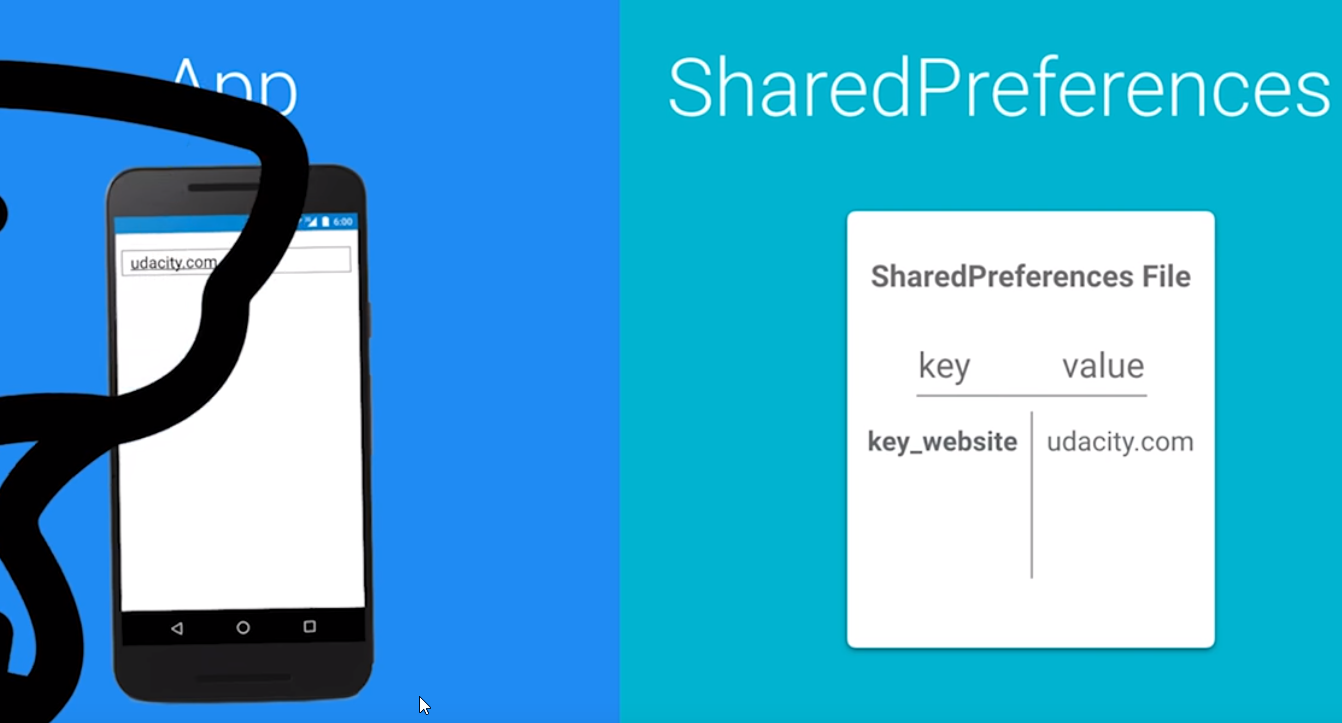 App
6:00
udacity.com
SharedPreferences
SharedPreferences File
key value
key_website udacity.com